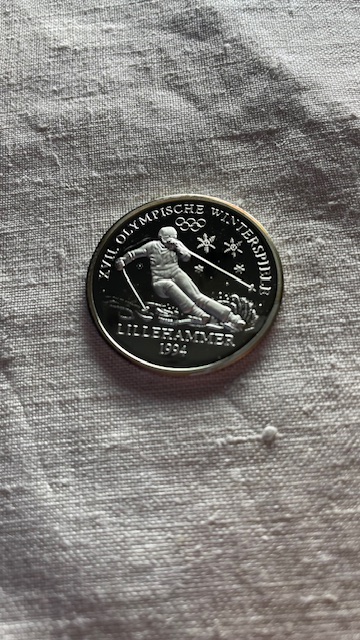 XVII. OLYMPISCHE WINTERSPIELE
LILLEHAMMER
1994